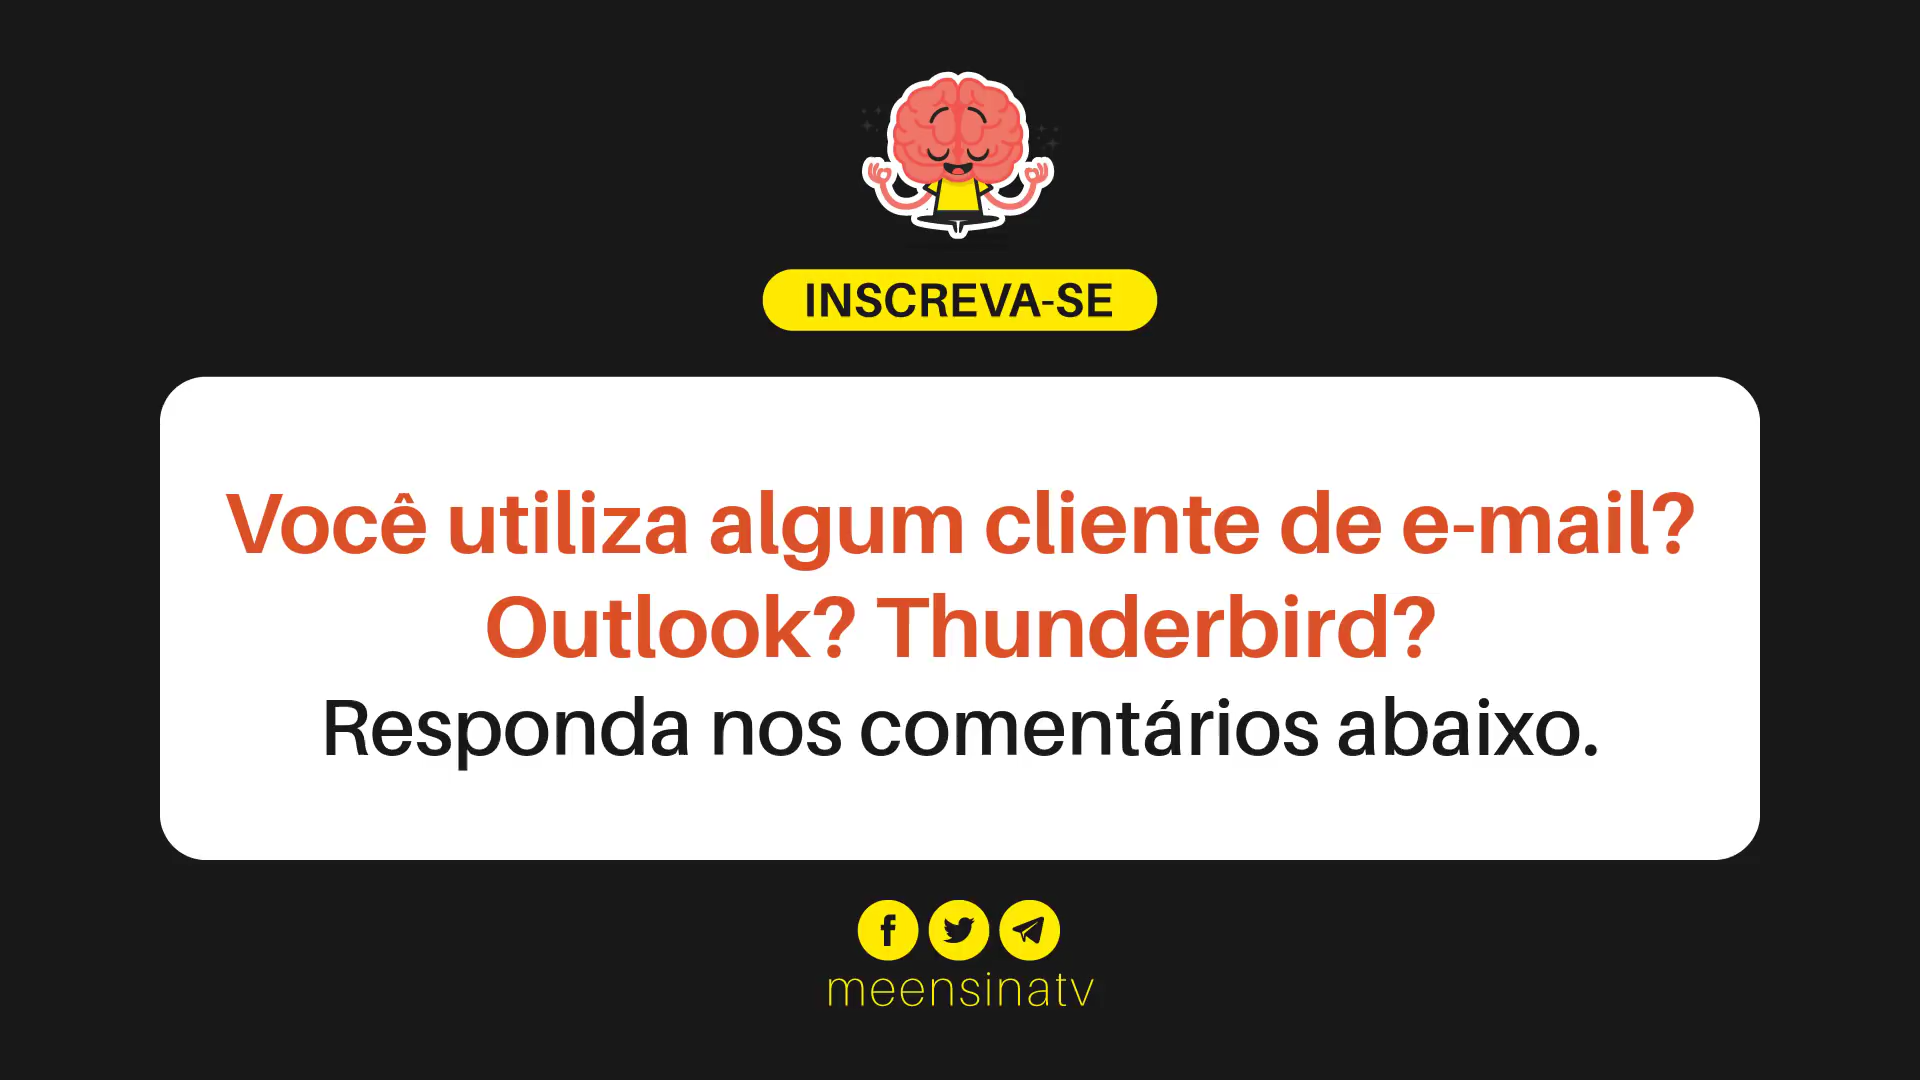 INSCREVA-SE
Você utiliza algum cliente de e-mail?
Outlook? Thunderbird?
Responda nos comentários abaixo.
meensinatv